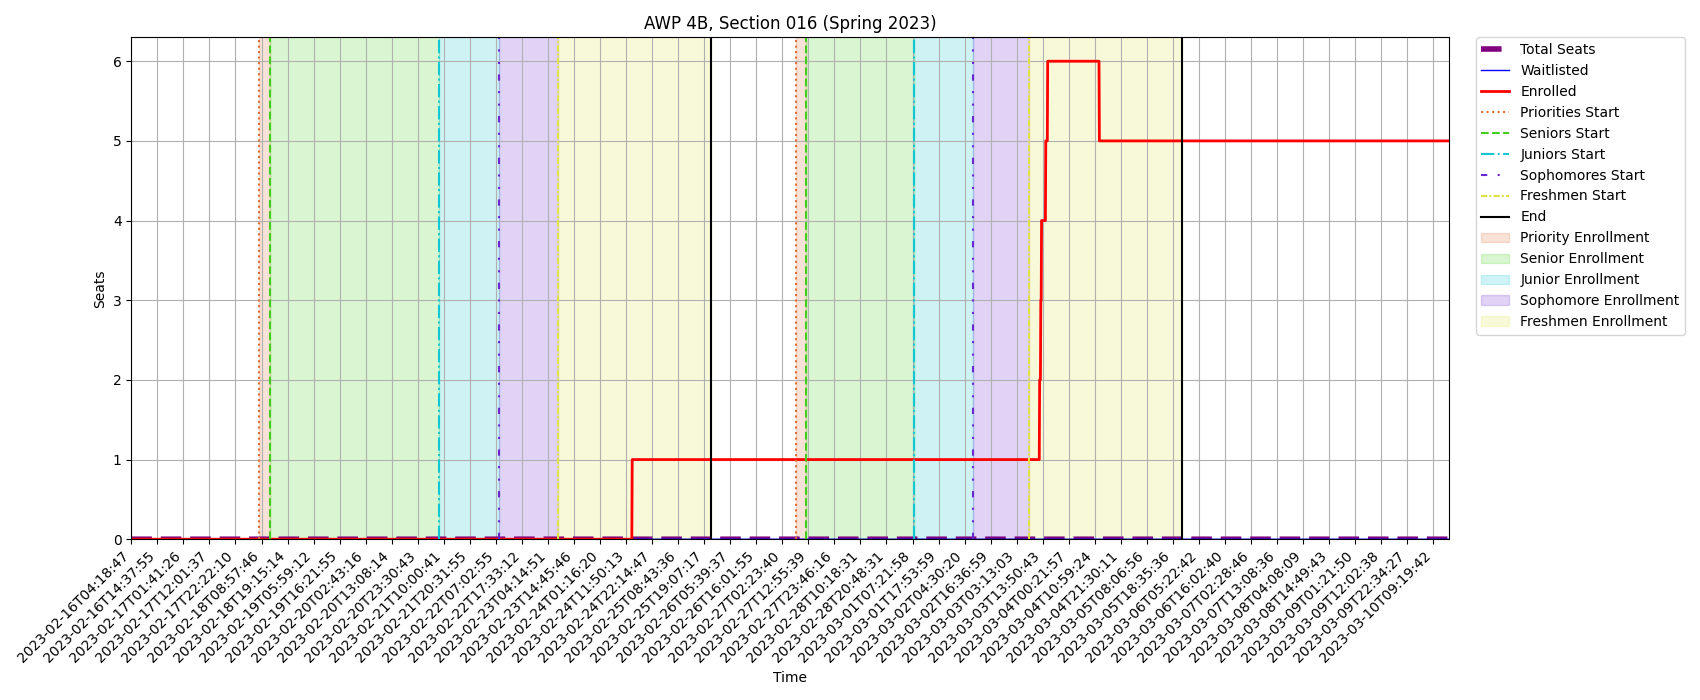 AWP 4B, Section 016 (Spring 2023)
Seats
6
5
4
3
2
1
0
2023-02-16T04:18:47
2023-02-16T14:37:55
2023-02-17T01:41:26
2023-02-17T12:01:37
2023-02-17T22:22:10
2023-02-18T08:57:46
2023-02-18T19:15:14
2023-02-19T05:59:12
2023-02-19T16:21:55
2023-02-20T02:43:16
2023-02-20T13:08:14
2023-02-20T23:30:43
2023-02-21T10:00:41
2023-02-21T20:31:55
2023-02-22T07:02:55
2023-02-22T17:33:12
2023-02-23T04:14:51
2023-02-23T14:45:46
2023-02-24T01:16:20
2023-02-24T11:50:13
2023-02-24T22:14:47
2023-02-25T08:43:36
2023-02-25T19:07:17
2023-02-26T05:39:37
2023-02-26T16:01:55
2023-02-27T02:23:40
2023-02-27T12:55:39
2023-02-27T23:46:19
2023-02-28T10:18:31
2023-02-28T20:48:31
2023-03-01T07:21:58
2023-03-01T17:53:59
2023-03-02T04:30:20
2023-03-02T16:36:59
2023-03-03T03:13:03
2023-03-03T13:50:43
2023-03-04T00:21:57
2023-03-04T10:59:24
2023-03-04T21:30:11
2023-03-05T08:06:56
2023-03-05T18:35:36
2023-03-06T05:22:42
2023-03-06T16:02:40
2023-03-07T02:28:46
2023-03-07T13:08:36
2023-03-08T04:08:09
2023-03-08T14:49:43
2023-03-09T01:21:50
2023-03-09T12:02:38
2023-03-09T22:34:27
2023-03-10T09:19:42
Time
Total Seats
Waitlisted
Enrolled
Priorities Start
Seniors Start
Juniors Start
Sophomores Start
Freshmen Start
End
Priority Enrollment
Senior Enrollment
Junior Enrollment
Sophomore Enrollment
Freshmen Enrollment